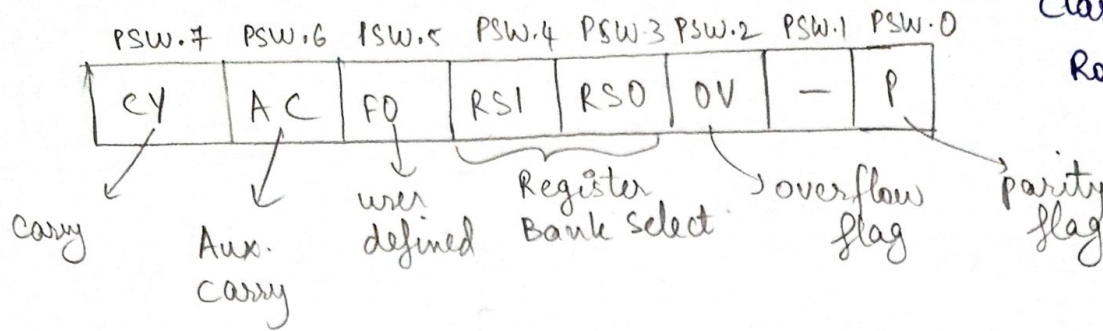 PSW.7 PSW.6 PSW.5 PSW.4 PSW.3 PSW.2 PSW.1 PSW.0
CY AC F0 RS1 RS0 OV — P
carry
Aux.
carry
user
defined
Register
Bank Select
overflow
flag
parity
flag